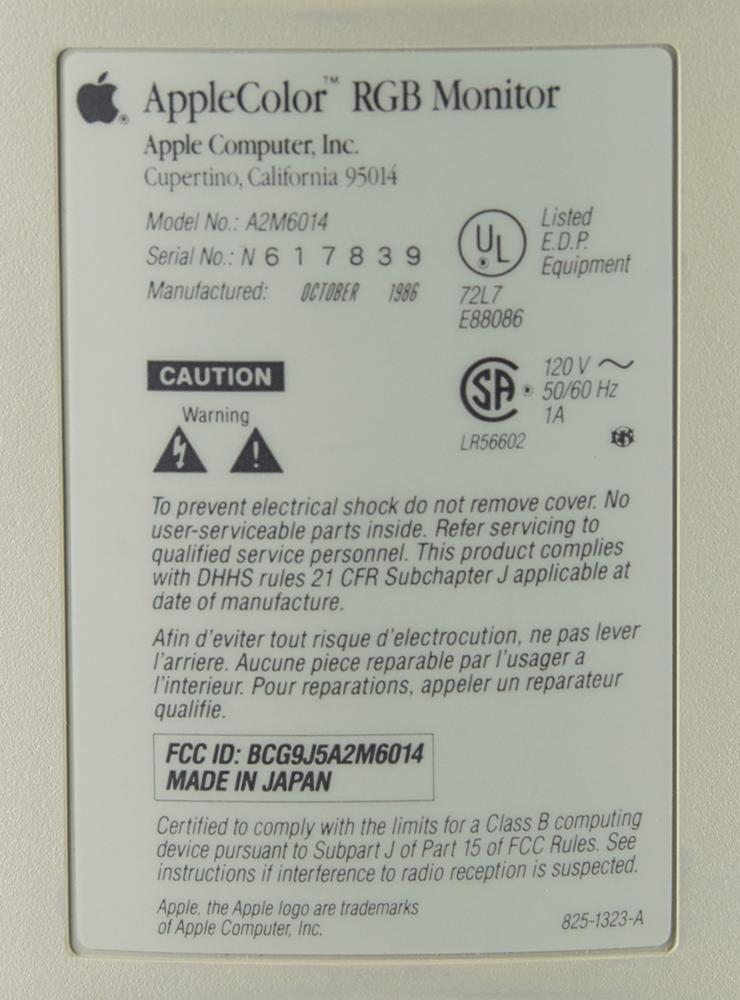 AppleColor™ RGB Monitor
Apple Computer, Inc.
Cupertino, California 95014
Model No.: A2M6014
Serial No.: N 6 1 7 8 3 9
Manufactured: OCTOBER 1986
UL
®
Listed
E.D.P.
Equipment
72L7
E88086
CAUTION
Warning
SA
®
120 V ~
50/60 Hz
1A
LR56602
To prevent electrical shock do not remove cover. No
user-serviceable parts inside. Refer servicing to
qualified service personnel. This product complies
with DHHS rules 21 CFR Subchapter J applicable at
date of manufacture.
Afin d'eviter tout risque d'electrocution, ne pas lever
l'arriere. Aucune piece reparable par l'usager a
l'interieur. Pour reparations, appeler un reparateur
qualifie.
FCC ID: BCG9J5A2M6014
MADE IN JAPAN
Certified to comply with the limits for a Class B computing
device pursuant to Subpart J of Part 15 of FCC Rules. See
instructions if interference to radio reception is suspected.
Apple, the Apple logo are trademarks
of Apple Computer, Inc.
825-1323-A